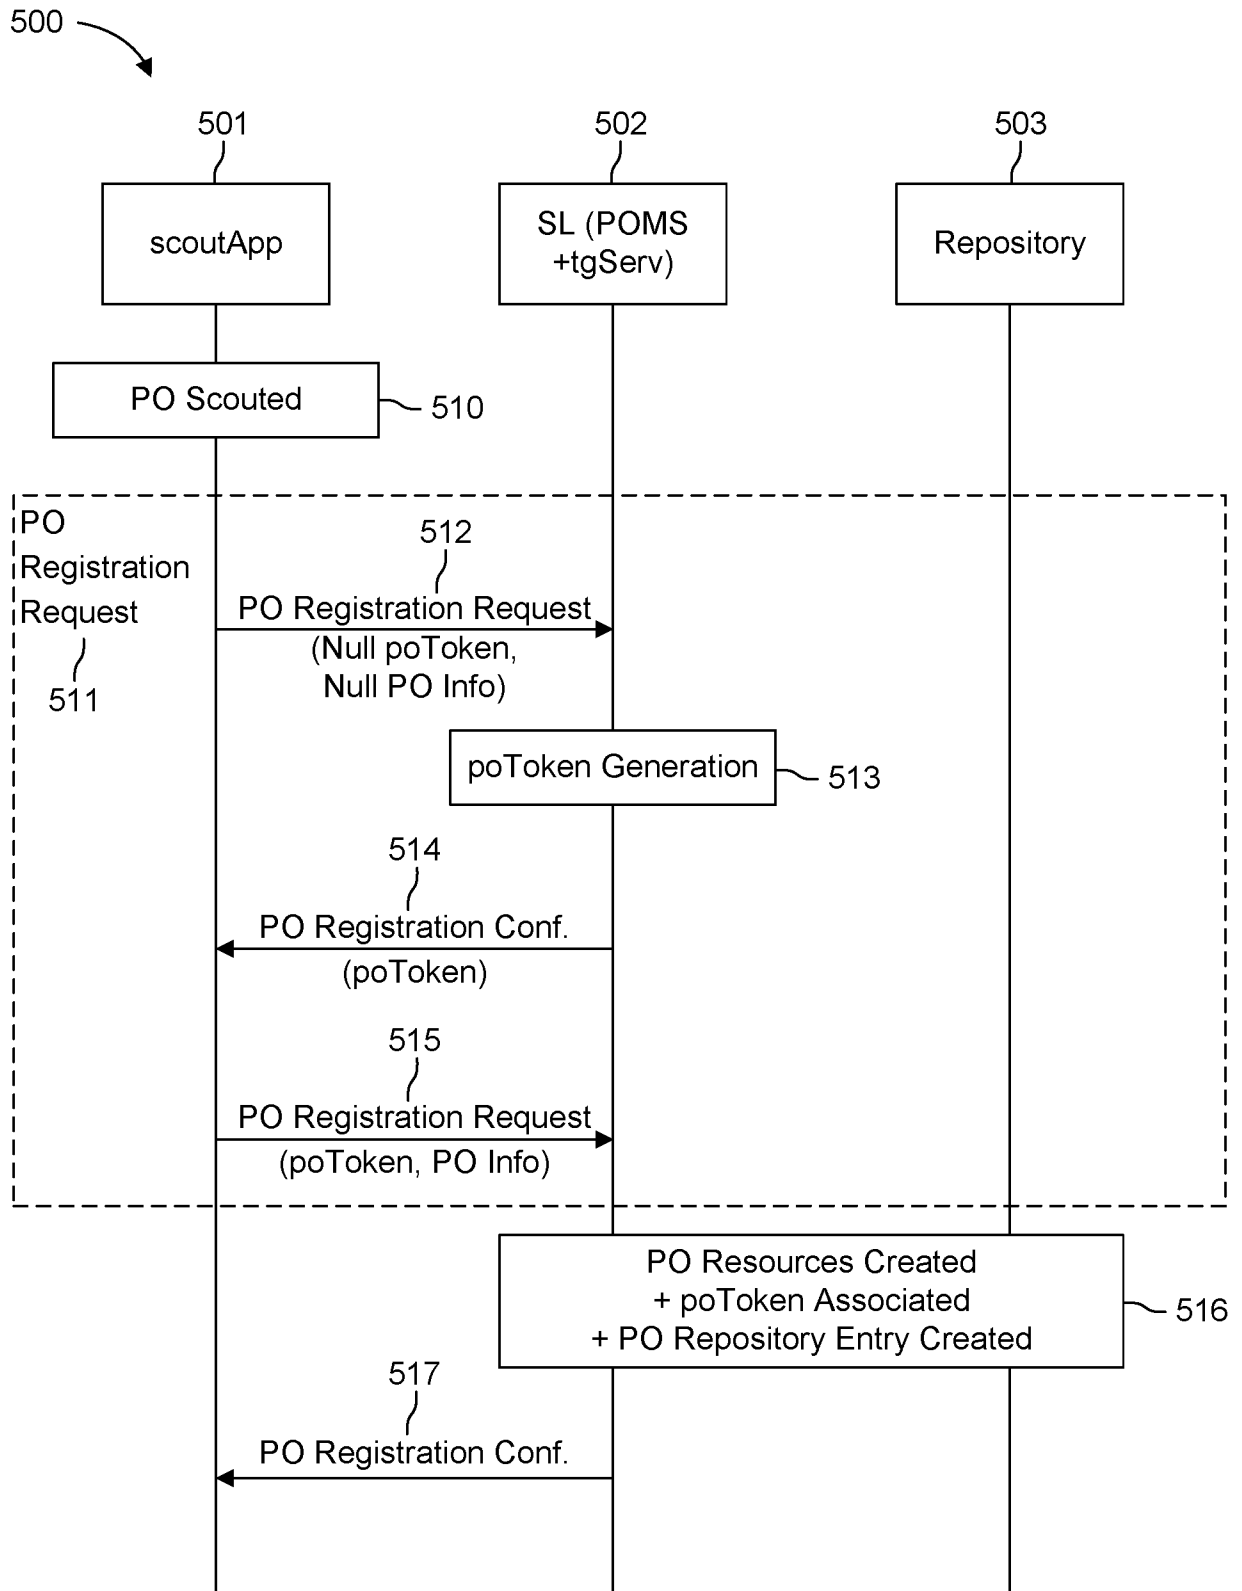 500
501
502
503
scoutApp
SL (POMS
+tgServ)
Repository
PO Scouted
510
PO
Registration
Request
511
512
PO Registration Request
(Null poToken,
Null PO Info)
poToken Generation
513
514
PO Registration Conf.
(poToken)
515
PO Registration Request
(poToken, PO Info)
PO Resources Created
+ poToken Associated
+ PO Repository Entry Created
516
517
PO Registration Conf.